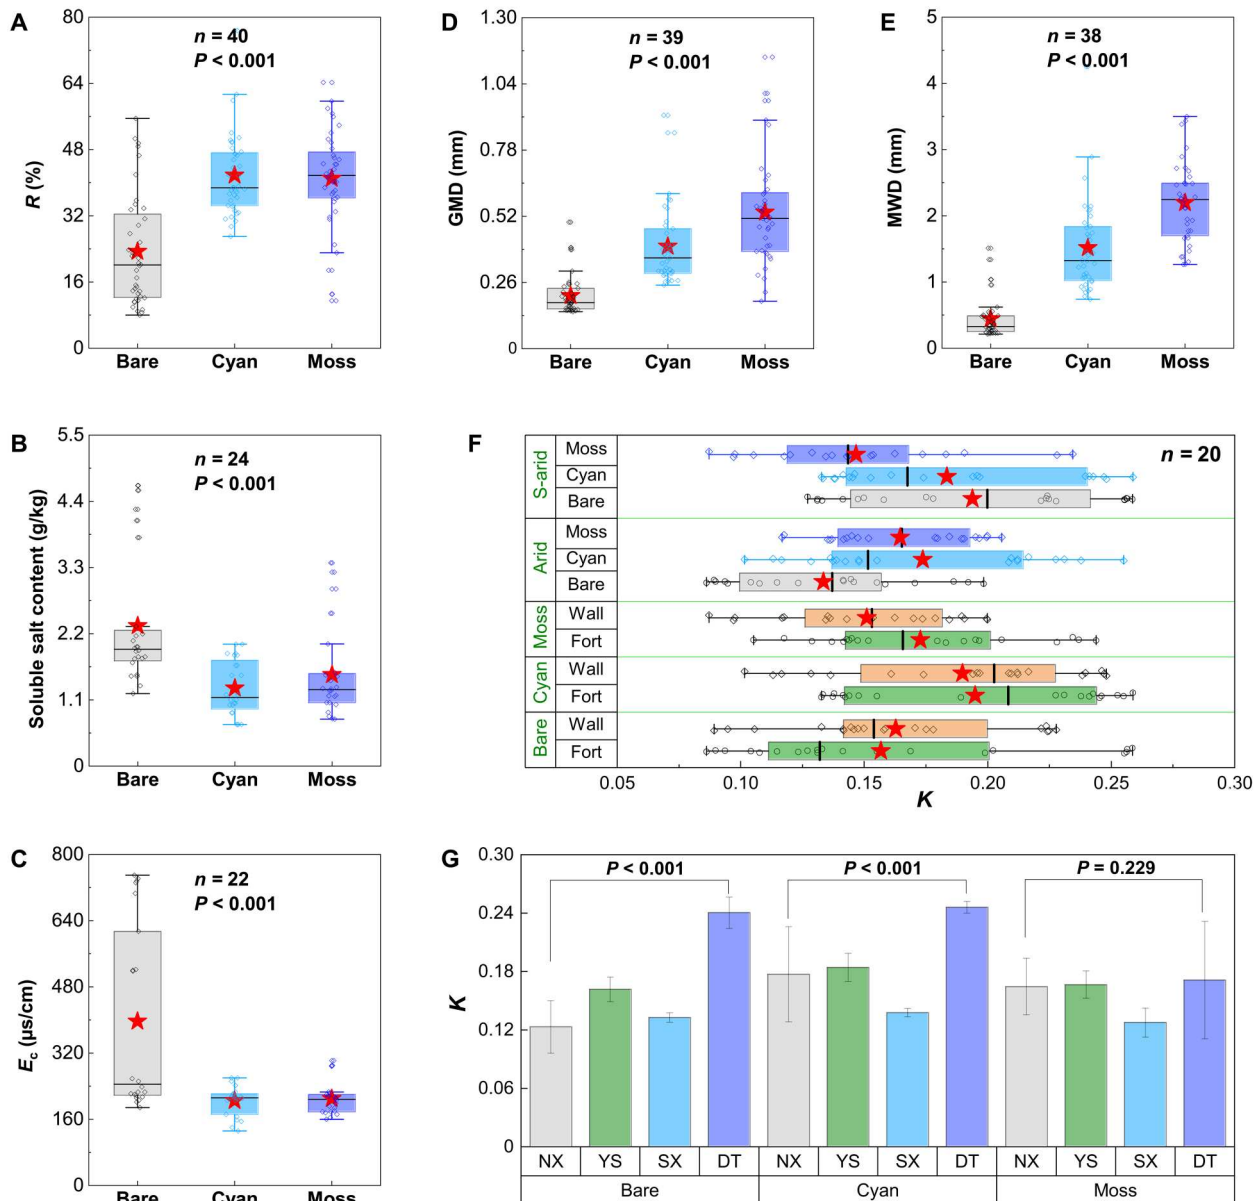 A
80
64
48
32
16
0
R (%)
n = 40
P < 0.001
Bare Cyan Moss
D
1.30
1.04
0.78
0.52
0.26
0
GMD (mm)
n = 39
P < 0.001
Bare Cyan Moss
E
5
4
3
2
1
0
MWD (mm)
n = 38
P < 0.001
Bare Cyan Moss
B
5.5
4.4
3.3
2.2
1.1
0
Soluble salt content (g/kg)
n = 24
P < 0.001
Bare Cyan Moss
F
n = 20
S-arid
Moss
Cyan
Bare
Arid
Moss
Cyan
Bare
Moss
Wall
Fort
Cyan
Wall
Fort
Bare
Wall
Fort
0.05 0.10 0.15 0.20 0.25 0.30
K
C
800
640
480
320
160
0
Ec (μs/cm)
n = 22
P < 0.001
Bare Cyan Moss
G
0.30
0.24
0.18
0.12
0.06
0
K
P < 0.001 P < 0.001 P = 0.229
NX YS SX DT NX YS SX DT NX YS SX DT
Bare Cyan Moss